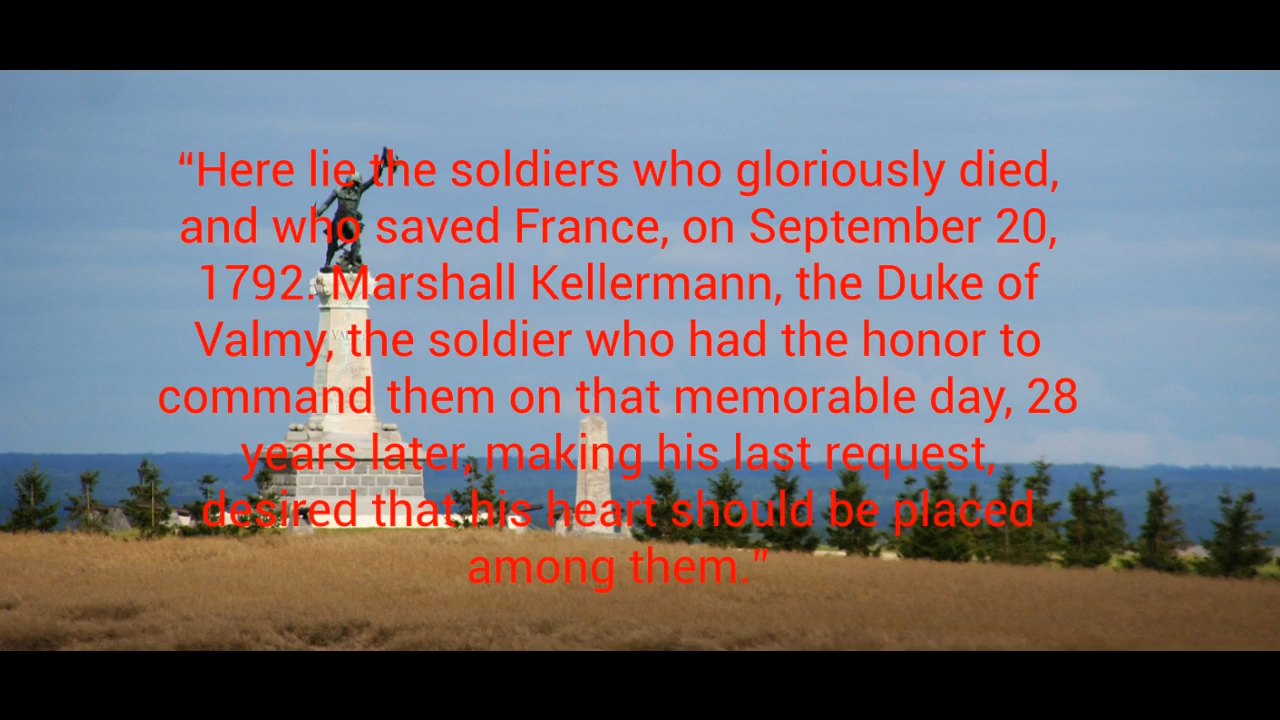 “Here lie the soldiers who gloriously died,
and who saved France, on September 20,
1792. Marshall Kellermann, the Duke of
Valmy, the soldier who had the honor to
command them on that memorable day, 28
years later, making his last request,
desired that his heart should be placed
among them.”